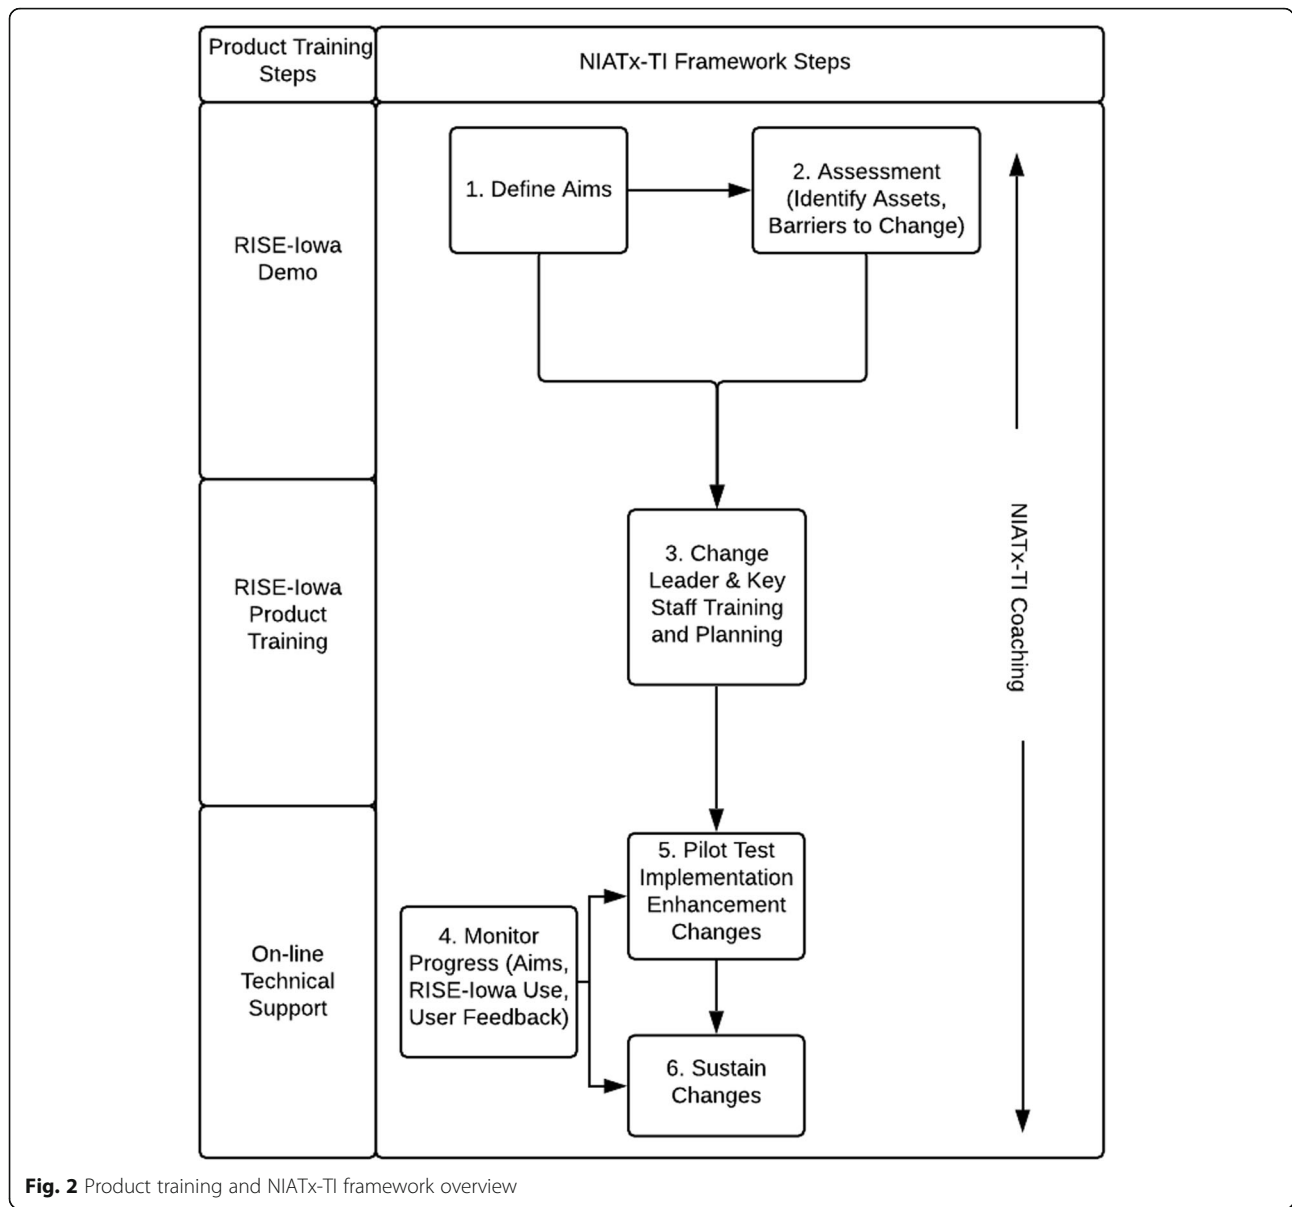 Product Training
Steps
NIATx-TI Framework Steps
RISE-Iowa
Demo
1. Define Aims
2. Assessment
(Identify Assets,
Barriers to Change)
RISE-Iowa
Product
Training
3. Change
Leader & Key
Staff Training
and Planning
NIATx-TI Coaching
On-line
Technical
Support
4. Monitor
Progress (Aims,
RISE-Iowa Use,
User Feedback)
5. Pilot Test
Implementation
Enhancement
Changes
6. Sustain
Changes
Fig. 2 Product training and NIATx-TI framework overview